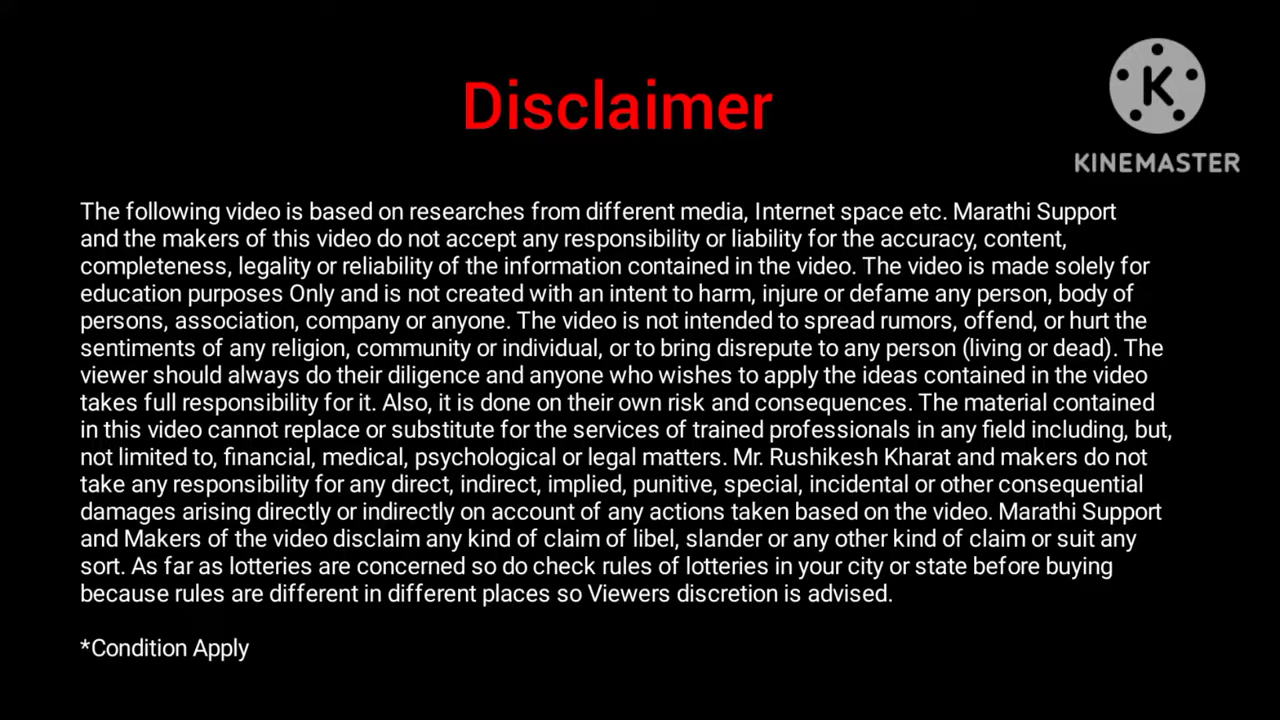 Disclaimer
K
KINEMASTER
The following video is based on researches from different media, Internet space etc. Marathi Support
and the makers of this video do not accept any responsibility or liability for the accuracy, content,
completeness, legality or reliability of the information contained in the video. The video is made solely for
education purposes Only and is not created with an intent to harm, injure or defame any person, body of
persons, association, company or anyone. The video is not intended to spread rumors, offend, or hurt the
sentiments of any religion, community or individual, or to bring disrepute to any person (living or dead). The
viewer should always do their diligence and anyone who wishes to apply the ideas contained in the video
takes full responsibility for it. Also, it is done on their own risk and consequences. The material contained
in this video cannot replace or substitute for the services of trained professionals in any field including, but,
not limited to, financial, medical, psychological or legal matters. Mr. Rushikesh Kharat and makers do not
take any responsibility for any direct, indirect, implied, punitive, special, incidental or other consequential
damages arising directly or indirectly on account of any actions taken based on the video. Marathi Support
and Makers of the video disclaim any kind of claim of libel, slander or any other kind of claim or suit any
sort. As far as lotteries are concerned so do check rules of lotteries in your city or state before buying
because rules are different in different places so Viewers discretion is advised.
*Condition Apply